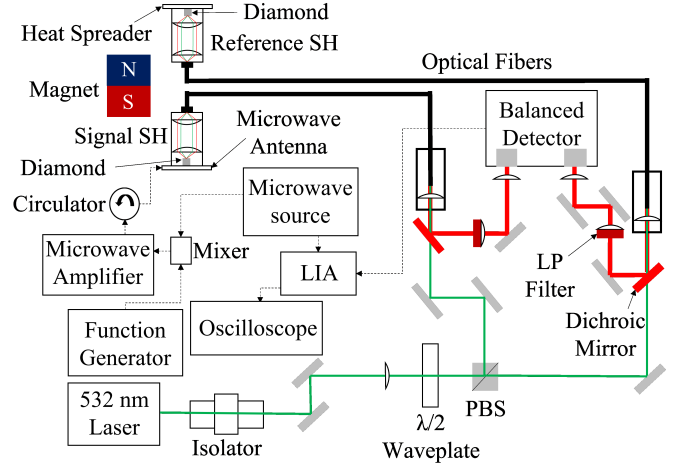 Diamond
Heat Spreader
Reference SH
Optical Fibers
N
Magnet
S
Signal SH
Microwave
Antenna
Balanced
Detector
Diamond
Circulator
Microwave
source
Microwave
Amplifier
Mixer
LIA
LP
Filter
Function
Generator
Oscilloscope
Dichroic
Mirror
532 nm
Laser
Isolator
λ/2
Waveplate
PBS